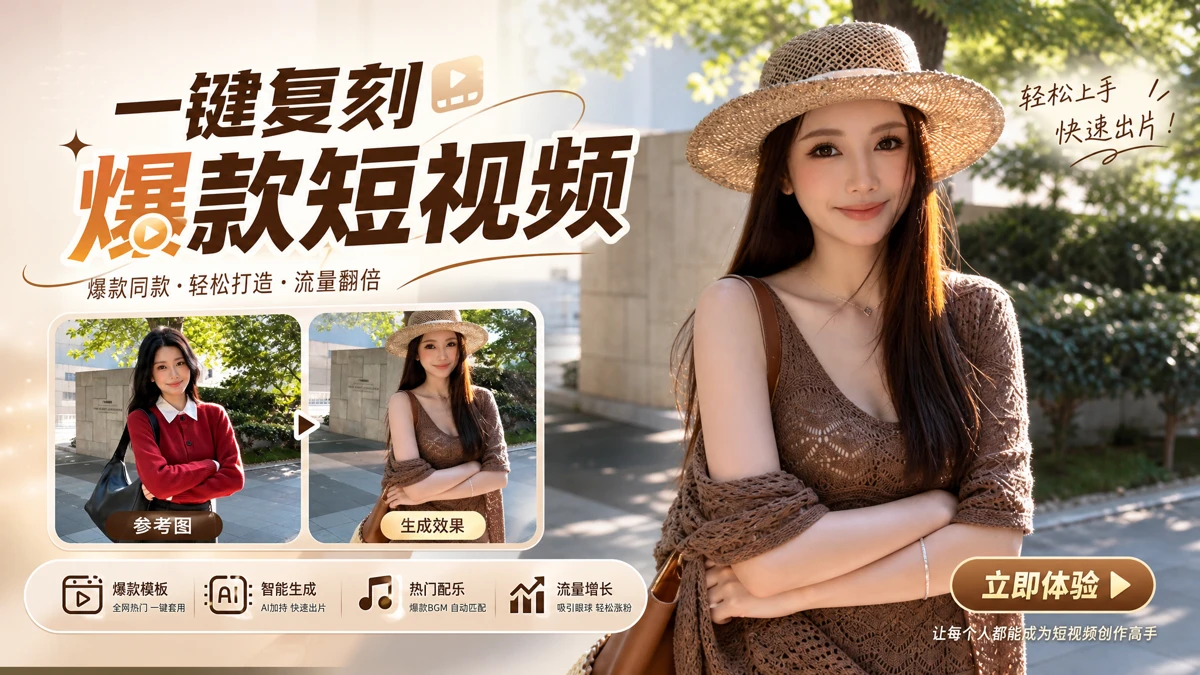 一键复刻
爆款短视频
爆款同款·轻松打造·流量翻倍
轻松上手
快速出片！
参考图
生成效果
爆款模板
全网热门 一键套用
AI
智能生成
AI加持 快速出片
热门配乐
爆款BGM 自动匹配
流量增长
吸引眼球 轻松涨粉
立即体验
让每个人都能成为短视频创作高手